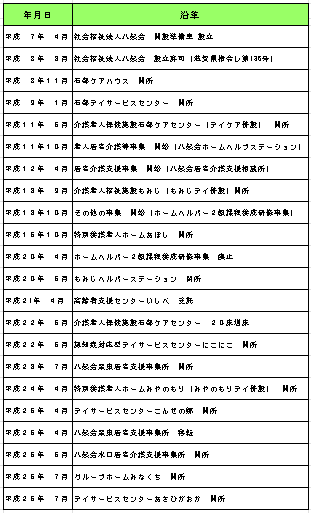 年月日 沿革
平成 7年 4月 社会福祉法人八起会 開設準備室 設立
平成 8年 8月 社会福祉法人八起会 設立許可（滋賀県指令レ第135号）
平成 8年11月 石部ケアハウス 開所
平成 9年 1月 石部デイサービスセンター 開所
平成11年 5月 介護老人保健施設石部ケアセンター（デイケア併設） 開所
平成11年10月 老人居宅介護等事業 開始（八起会ホームヘルプステーション）
平成12年 4月 居宅介護支援事業 開始（八起会居宅介護支援相談所）
平成13年 9月 介護老人福祉施設もみじ（もみじデイ併設）開所
平成13年10月 その他の事業 開始（ホームヘルパー2級課程養成研修事業）
平成15年10月 特別養護老人ホームあぼし 開所
平成20年 4月 ホームヘルパー2級課程養成研修事業 廃止
平成20年 5月 もみじヘルパーステーション 開所
平成21年 4月 高齢者支援センターいしべ 受託
平成22年 5月 介護老人保健施設石部ケアセンター 20床増床
平成22年 5月 認知症対応型デイサービスセンターにこにこ 開所
平成23年 7月 八起会菩提寺居宅支援事業所 開所
平成24年 4月 特別養護老人ホームみやのもり（みやのもりデイ併設） 開所
平成25年 4月 デイサービスセンターこんぜの郷 開所
平成25年 4月 移転
平成25年 5月 八起会水口居宅介護支援事業所 開所
平成25年 7月 グループホームみなくち 開所
平成25年 7月 デイサービスセンターあさひがおか 開所